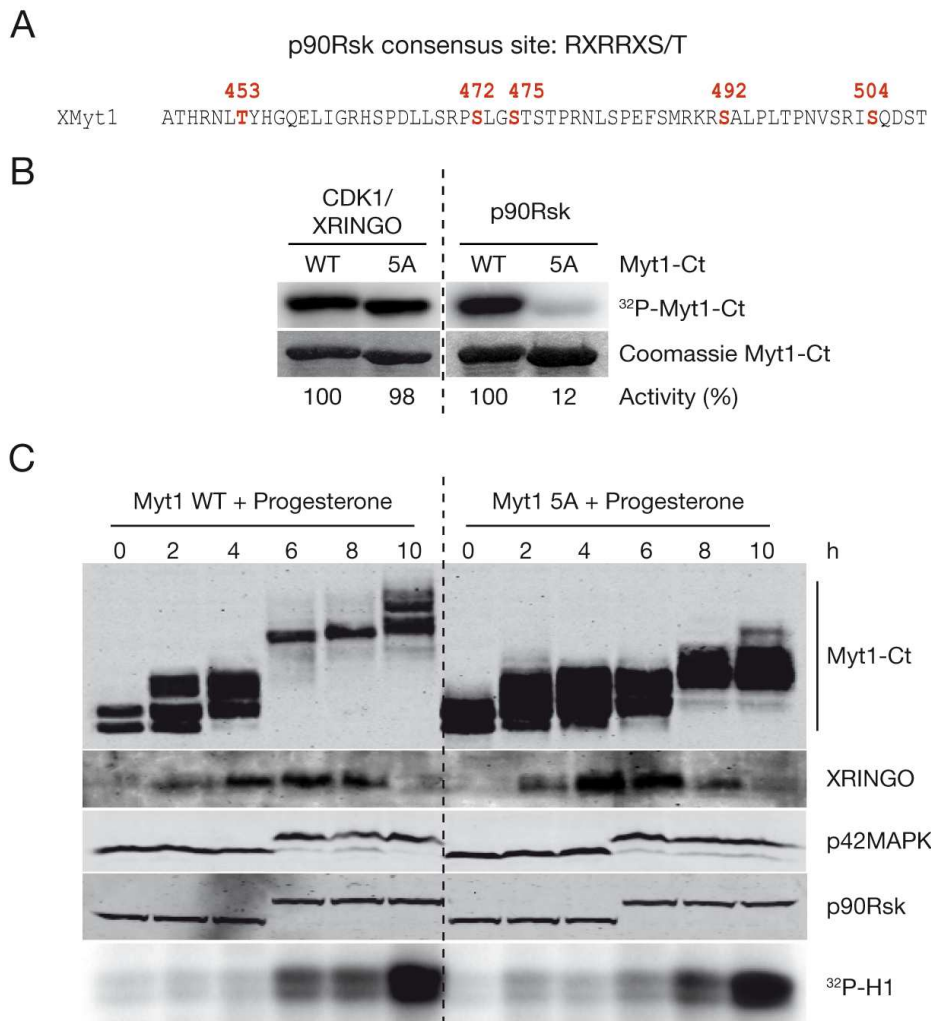 A
p90Rsk consensus site: RXRRXS/T
453 472 475 492 504
XMyt1 ATHRNLTYHGQELIGRHSPDLLSRPSLGSTSTPRNLSPEFSMRKRSALPLTPNVSRISQDST
B
CDK1/
XRINGO p90Rsk
WT 5A WT 5A Myt1-Ct
³²P-Myt1-Ct
Coomassie Myt1-Ct
100 98 100 12 Activity (%)
C
Myt1 WT + Progesterone Myt1 5A + Progesterone
0 2 4 6 8 10 0 2 4 6 8 10 h
Myt1-Ct
XRINGO
p42MAPK
p90Rsk
³²P-H1